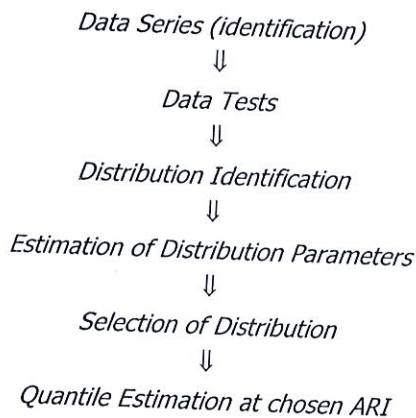 Data Series (identification)
⇓
Data Tests
⇓
Distribution Identification
⇓
Estimation of Distribution Parameters
⇓
Selection of Distribution
⇓
Quantile Estimation at chosen ARI